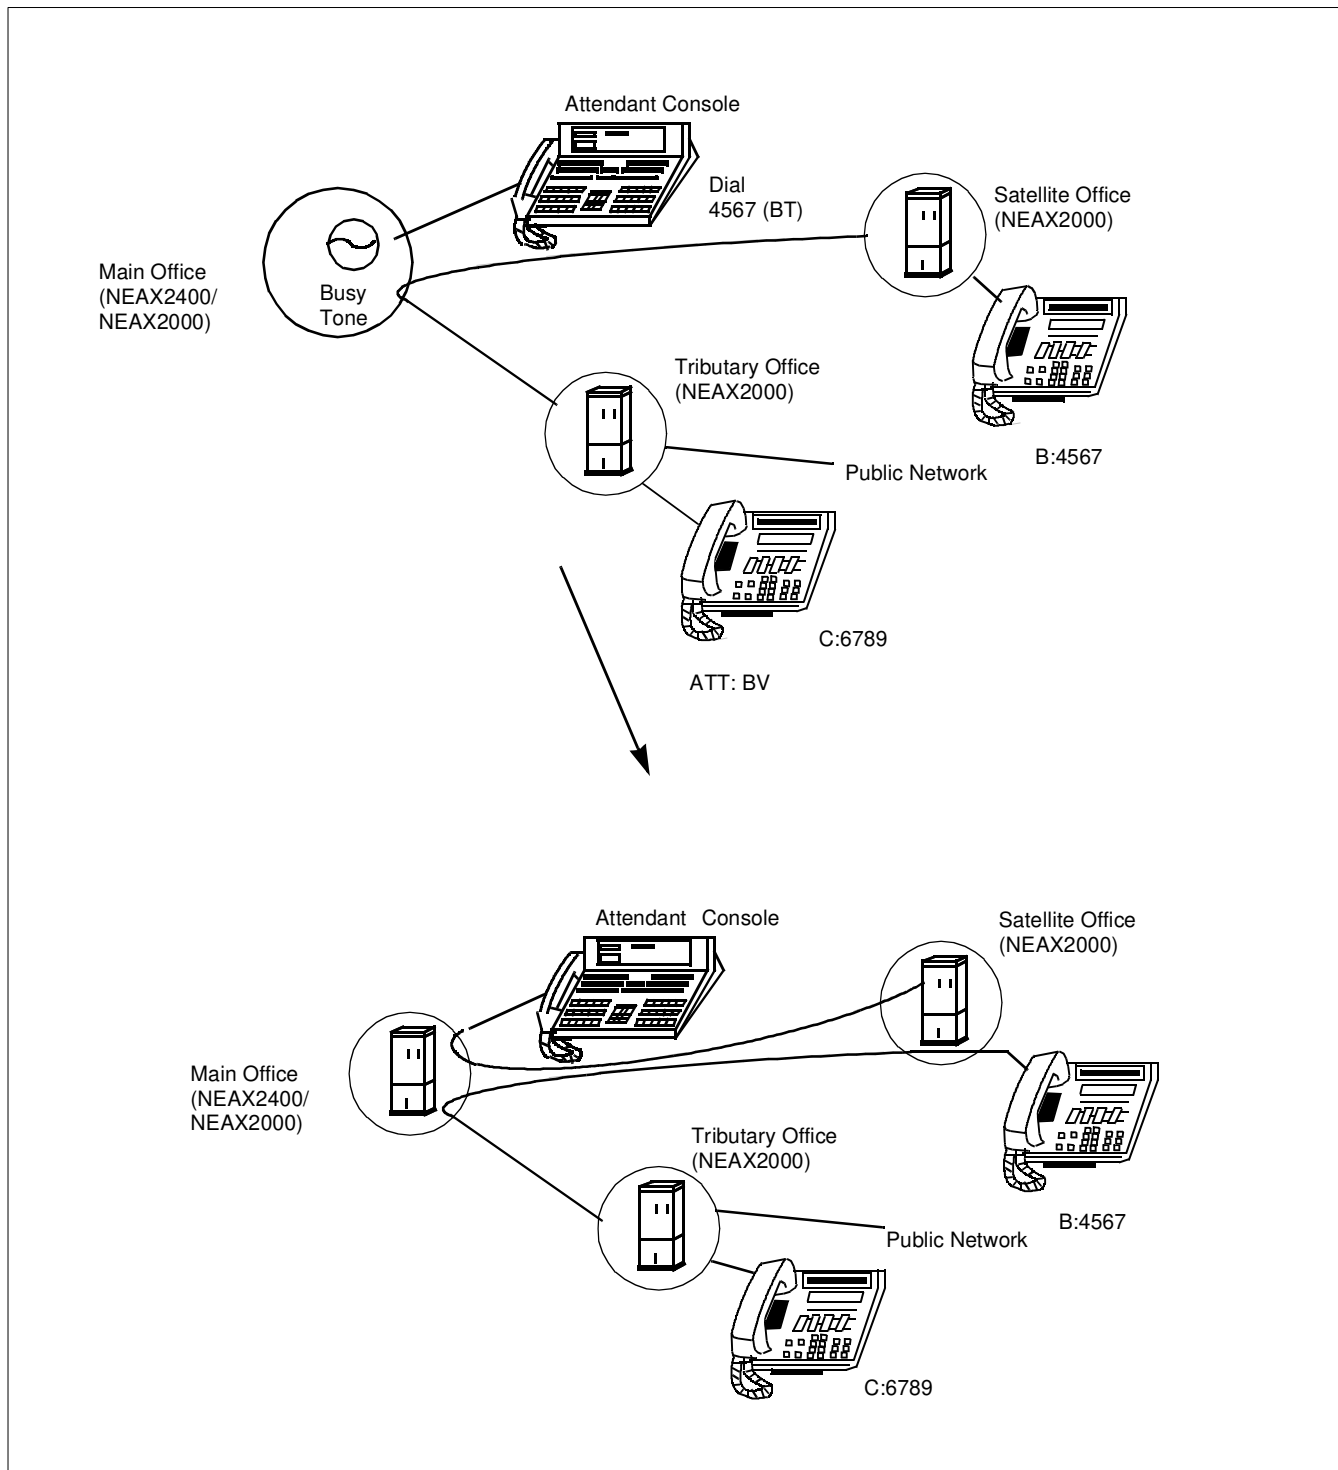 Attendant Console
Dial
4567 (BT)
Satellite Office
(NEAX2000)
Main Office
(NEAX2400/
NEAX2000)
Busy
Tone
Tributary Office
(NEAX2000)
B:4567
Public Network
C:6789
ATT: BV
Attendant Console
Satellite Office
(NEAX2000)
Main Office
(NEAX2400/
NEAX2000)
Tributary Office
(NEAX2000)
B:4567
Public Network
C:6789